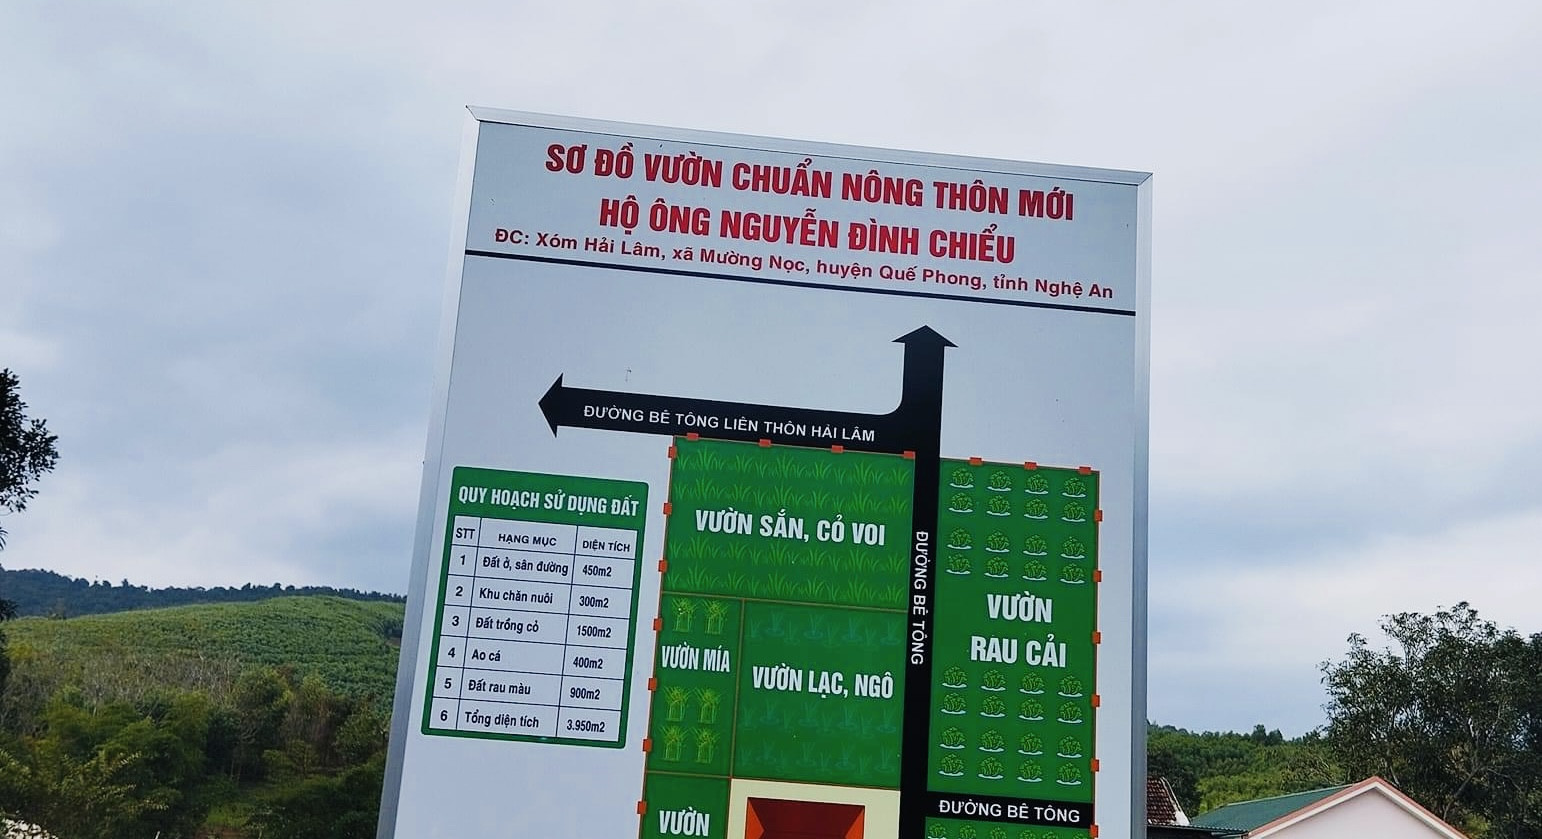 SƠ ĐỒ VƯỜN CHUẨN NÔNG THÔN MỚI
HỘ ÔNG NGUYỄN ĐÌNH CHIỂU
ĐC: Xóm Hải Lâm, xã Mường Nọc, huyện Quế Phong, tỉnh Nghệ An
ĐƯỜNG BÊ TÔNG LIÊN THÔN HẢI LÂM
QUY HOẠCH SỬ DỤNG ĐẤT
STT HẠNG MỤC DIỆN TÍCH
1 Đất ở, sân đường 450m2
2 Khu chăn nuôi 300m2
3 Đất trồng cỏ 1500m2
4 Ao cá 400m2
5 Đất rau màu 900m2
6 Tổng diện tích 3.950m2
VƯỜN SẮN, CỎ VOI
VƯỜN MÍA
VƯỜN LẠC, NGÔ
ĐƯỜNG BÊ TÔNG
VƯỜN
RAU CẢI
ĐƯỜNG BÊ TÔNG
VƯỜN